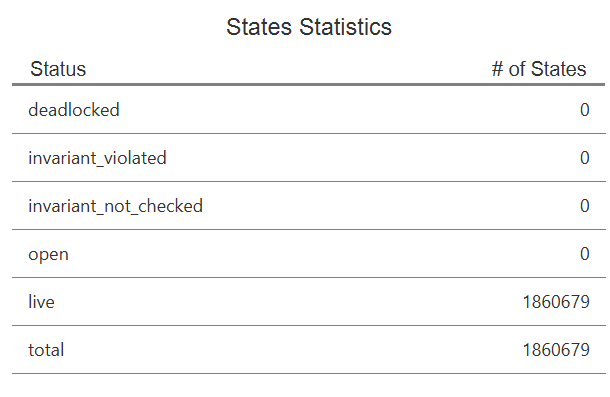 States Statistics
Status # of States
deadlocked 0
invariant_violated 0
invariant_not_checked 0
open 0
live 1860679
total 1860679